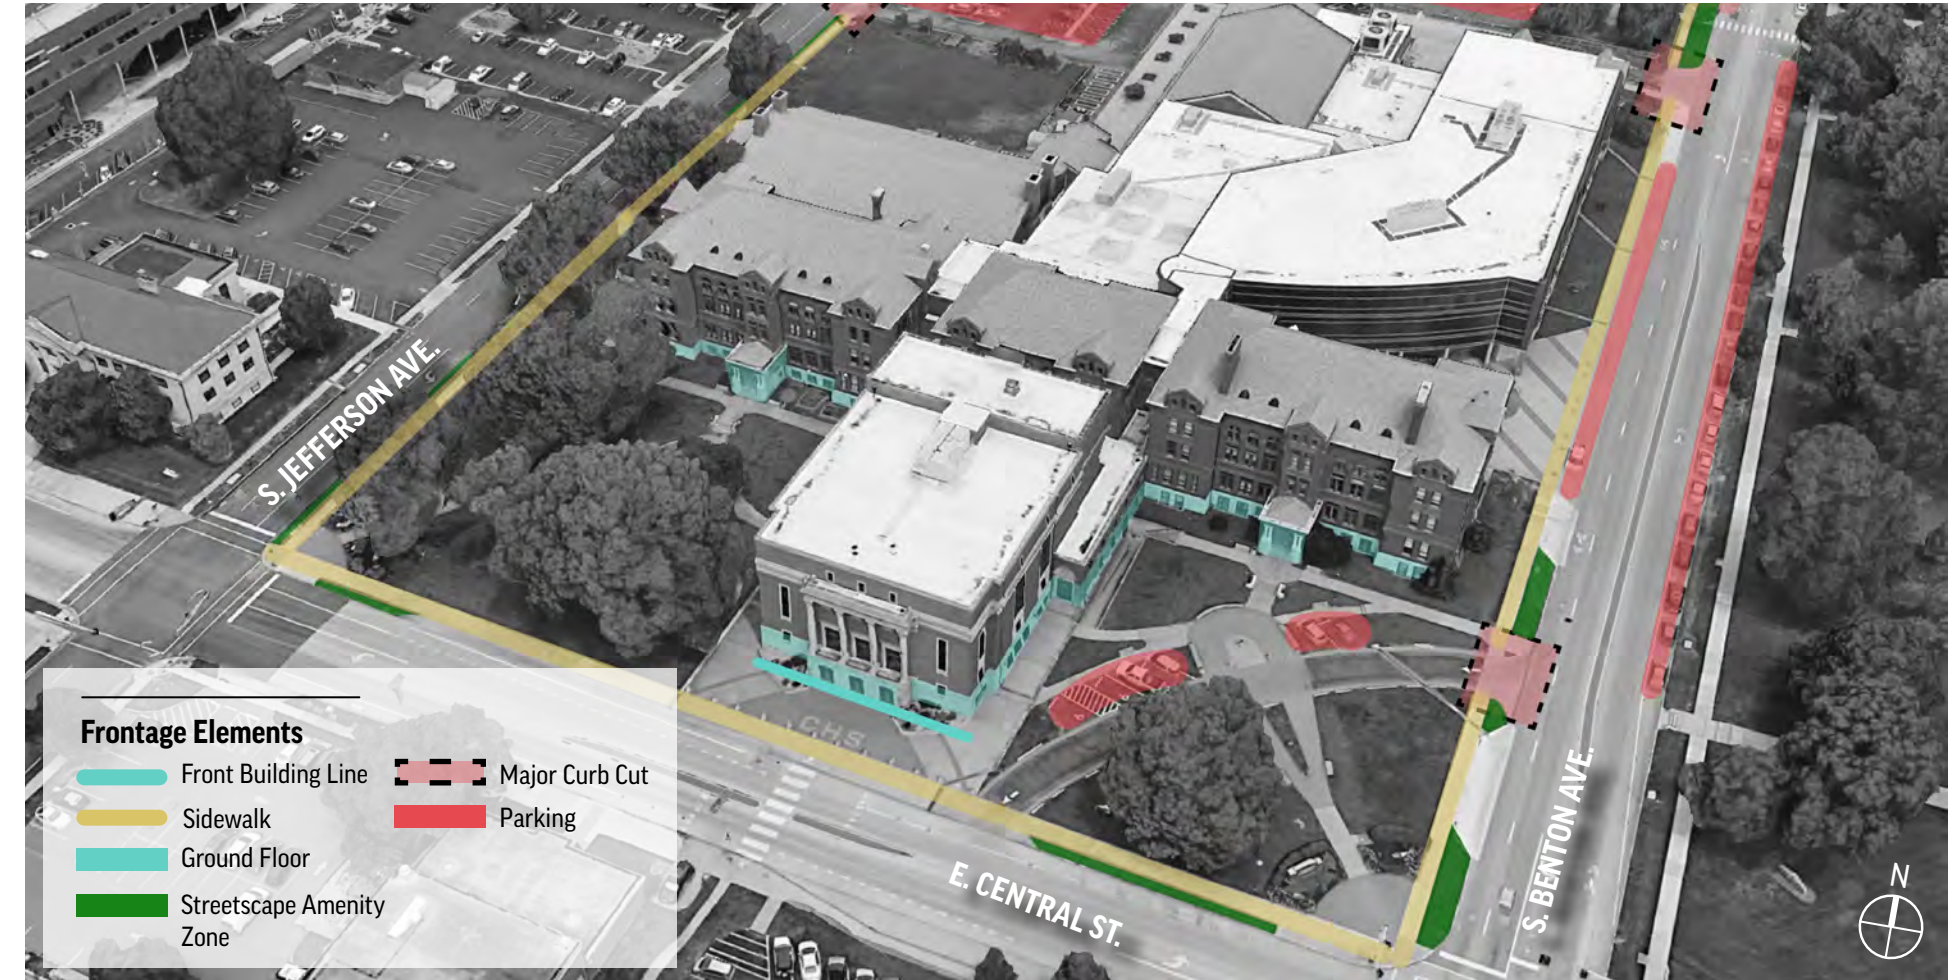 S. JEFFERSON AVE.
C.H.S.
E. CENTRAL ST.
S. BENTON AVE.
N
Frontage Elements
Front Building Line
Sidewalk
Ground Floor
Streetscape Amenity
Zone
Major Curb Cut
Parking